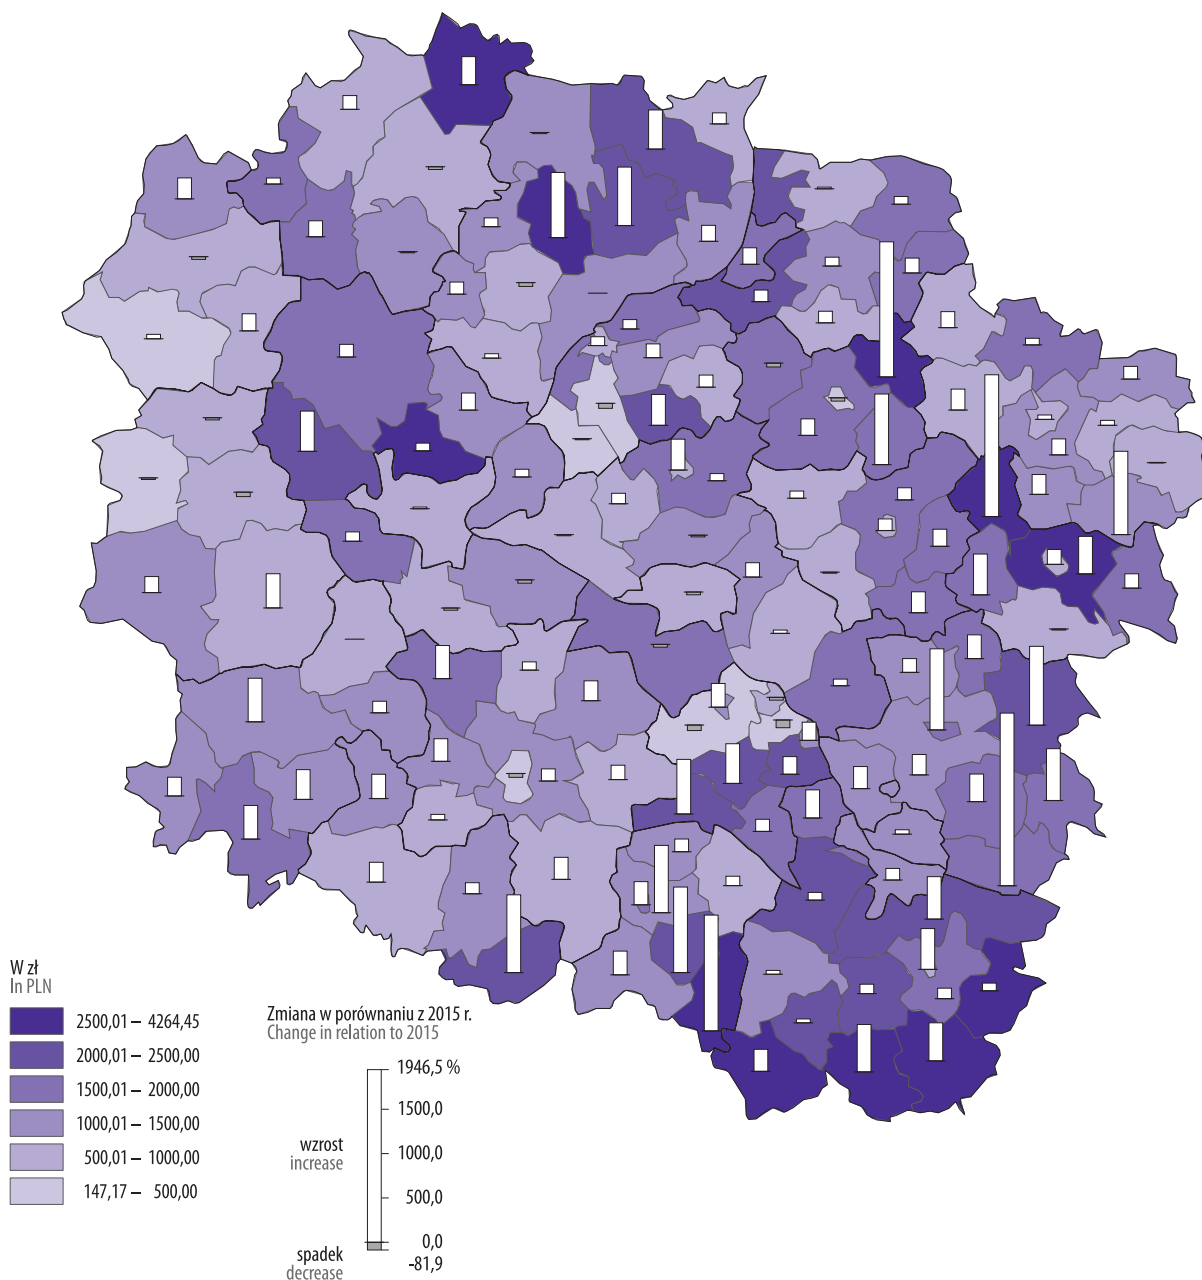 W zł
In PLN
2500,01 – 4264,45
2000,01 – 2500,00
1500,01 – 2000,00
1000,01 – 1500,00
500,01 – 1000,00
147,17 – 500,00
Zmiana w porównaniu z 2015 r.
Change in relation to 2015
1946,5 %
1500,0
wzrost
increase
1000,0
500,0
0,0
spadek
decrease
-81,9